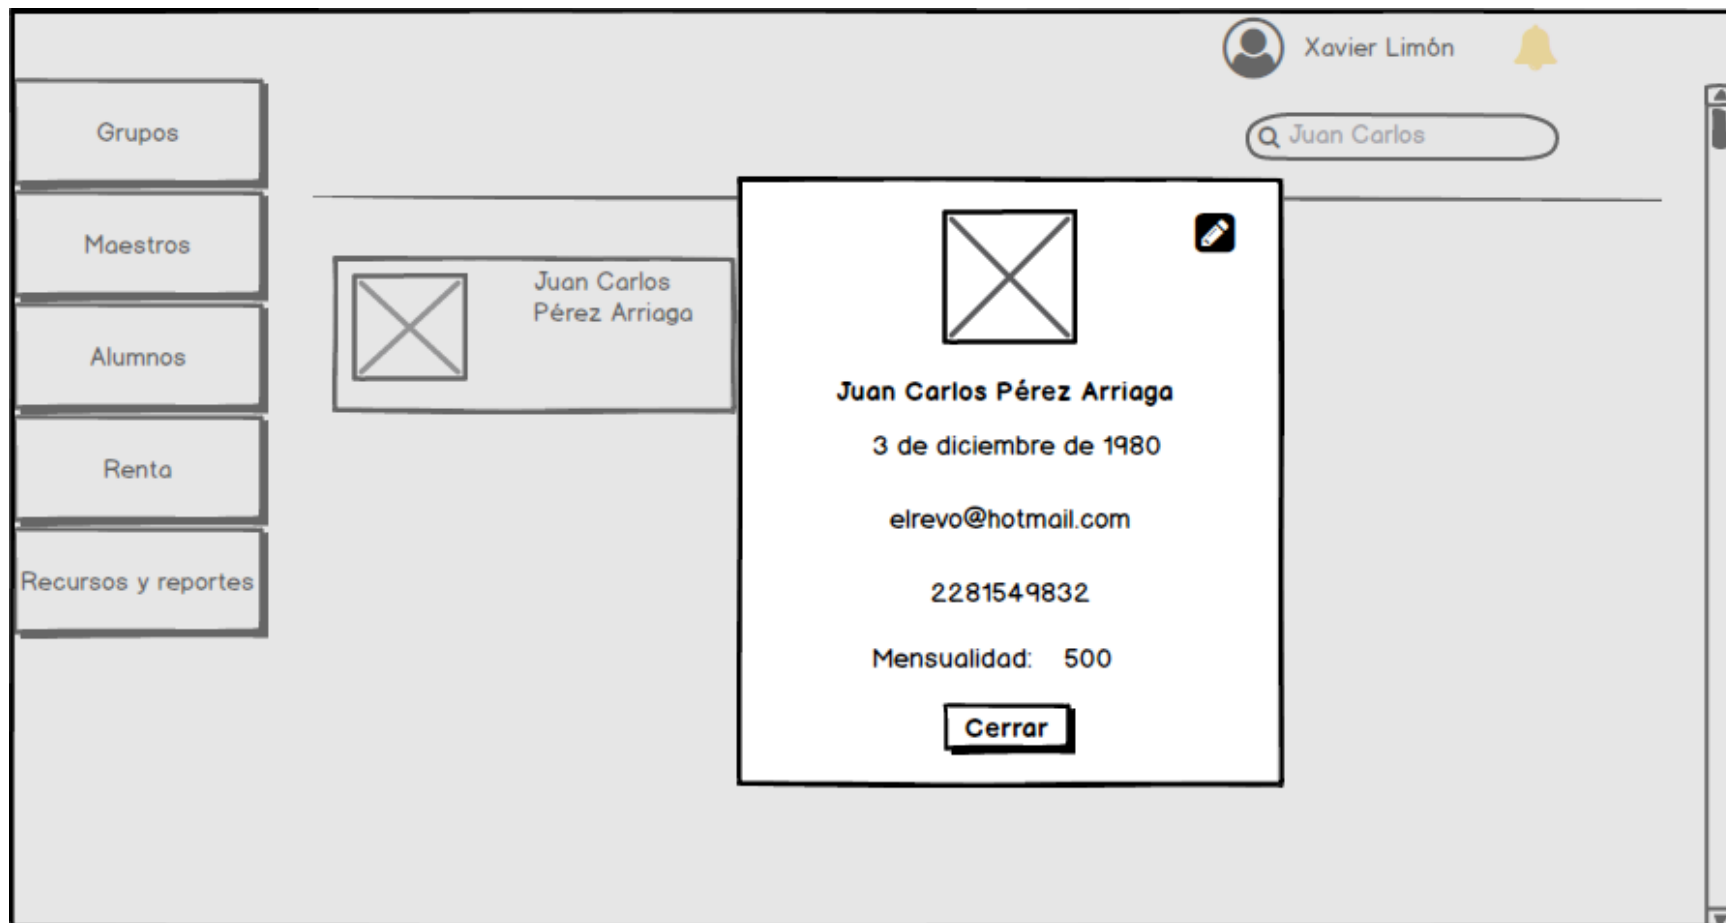 Xavier Limón
Juan Carlos
Grupos
Maestros
Alumnos
Renta
Recursos y reportes
Juan Carlos
Pérez Arriaga
Juan Carlos Pérez Arriaga
3 de diciembre de 1980
elrevo@hotmail.com
2281549832
Mensualidad: 500
Cerrar